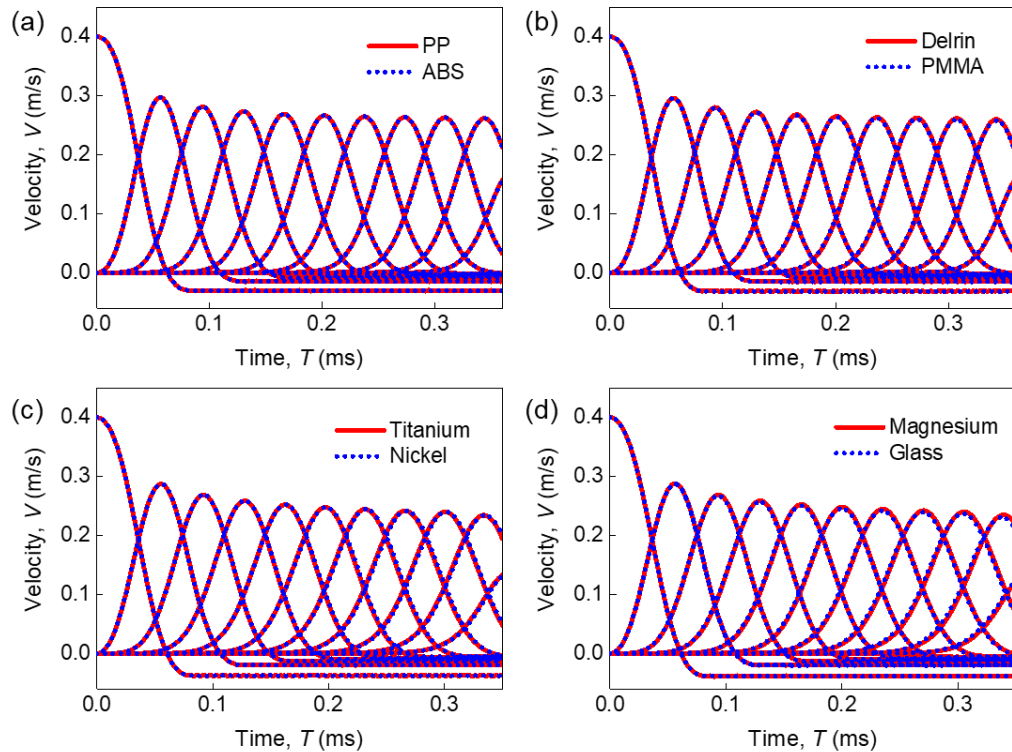 (a)
PP
ABS
Velocity, V (m/s)
0.4
0.3
0.2
0.1
0.0
0.0 0.1 0.2 0.3
Time, T (ms)
(b)
Delrin
PMMA
Velocity, V (m/s)
0.4
0.3
0.2
0.1
0.0
0.0 0.1 0.2 0.3
Time, T (ms)
(c)
Titanium
Nickel
Velocity, V (m/s)
0.4
0.3
0.2
0.1
0.0
0.0 0.1 0.2 0.3
Time, T (ms)
(d)
Magnesium
Glass
Velocity, V (m/s)
0.4
0.3
0.2
0.1
0.0
0.0 0.1 0.2 0.3
Time, T (ms)